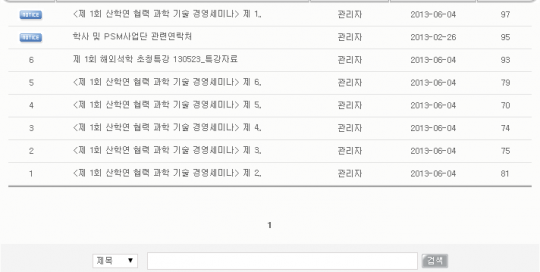 NOTICE <제 1회 산학연 협력 과학 기술 경영세미나> 제 1. 관리자 2013-06-04 97
NOTICE 학사 및 PSM사업단 관련연락처 관리자 2013-02-26 95
6 제 1회 해외석학 초청특강 130523_특강자료 관리자 2013-06-04 93
5 <제 1회 산학연 협력 과학 기술 경영세미나> 제 6. 관리자 2013-06-04 79
4 <제 1회 산학연 협력 과학 기술 경영세미나> 제 5. 관리자 2013-06-04 70
3 <제 1회 산학연 협력 과학 기술 경영세미나> 제 4. 관리자 2013-06-04 74
2 <제 1회 산학연 협력 과학 기술 경영세미나> 제 3. 관리자 2013-06-04 75
1 <제 1회 산학연 협력 과학 기술 경영세미나> 제 2. 관리자 2013-06-04 81
1
제목 ▼ 검색